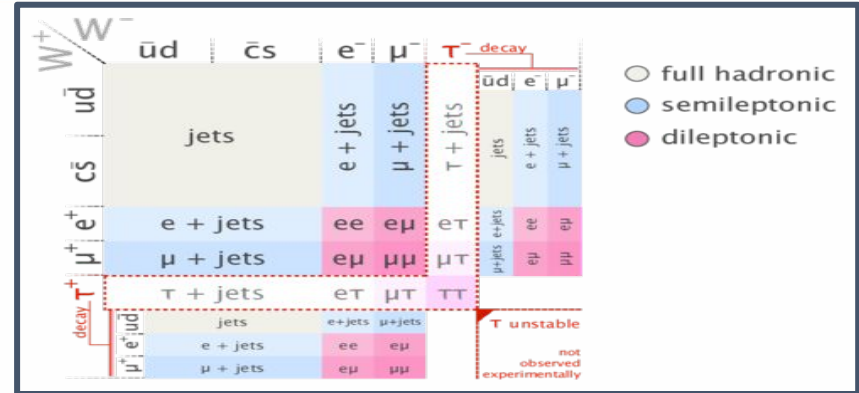 W⁺ W⁻
ūd c̄s e⁻ μ⁻ τ⁻ decay
ūd e⁻ μ⁻
full hadronic
semileptonic
dileptonic
ud̄
cs̄
jets e + jets μ + jets τ + jets jets e + jets μ + jets
e⁺ e + jets ee eμ eτ e+jets ee eμ
μ⁺ μ + jets eμ μμ μτ μ+jets eμ μμ
τ⁺ τ + jets eτ μτ ττ
decay
ud̄ jets e+jets μ+jets
e⁺ e + jets ee eμ
μ⁺ μ + jets eμ μμ
τ unstable
not
observed
experimentally